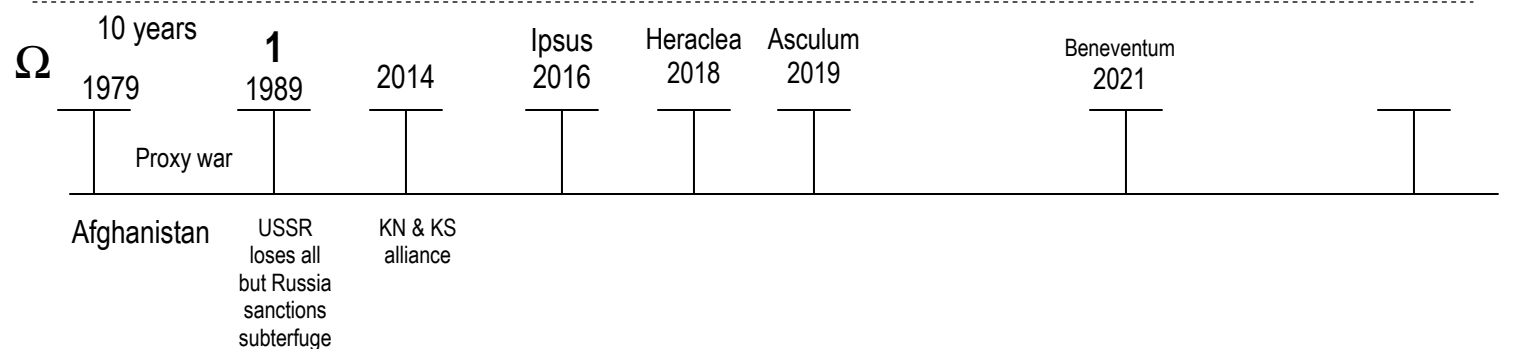 10 years
Ω
1
Ipsus
Heraclea
Asculum
Beneventum
1979
1989
2014
2016
2018
2019
2021
Proxy war
Afghanistan
USSR
loses all
but Russia
sanctions
subterfuge
KN & KS
alliance